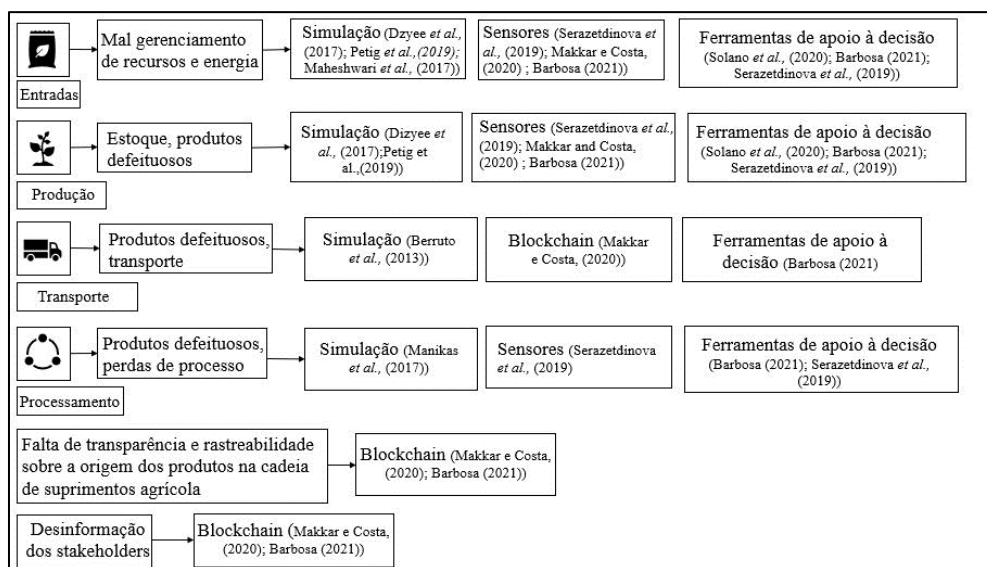 Mal gerenciamento
de recursos e energia
Simulação (Dzyee et al.,
(2017); Petig et al.,(2019);
Maheshwari et al., (2017))
Sensores (Serazetdinova et
al., (2019); Makkar e Costa,
(2020) ; Barbosa (2021))
Ferramentas de apoio à decisão
(Solano et al., (2020); Barbosa (2021);
Serazetdinova et al., (2019))
Entradas
Estoque, produtos
defeituosos
Simulação (Dizyee et
al., (2017);Petig et
al.,(2019))
Sensores (Serazetdinova et al.,
(2019); Makkar and Costa,
(2020) ; Barbosa (2021))
Ferramentas de apoio à decisão
(Solano et al., (2020); Barbosa (2021);
Serazetdinova et al., (2019))
Produção
Produtos defeituosos,
transporte
Simulação (Berruto
et al., (2013))
Blockchain (Makkar
e Costa, (2020))
Ferramentas de apoio à
decisão (Barbosa (2021)
Transporte
Produtos defeituosos,
perdas de processo
Simulação (Manikas
et al., (2017))
Sensores (Serazetdinova
et al., (2019)
Ferramentas de apoio à decisão
(Barbosa (2021); Serazetdinova et al.,
(2019))
Processamento
Falta de transparência e rastreabilidade
sobre a origem dos produtos na cadeia
de suprimentos agrícola
Blockchain (Makkar e Costa,
(2020); Barbosa (2021))
Desinformação
dos stakeholders
Blockchain (Makkar e Costa,
(2020); Barbosa (2021))